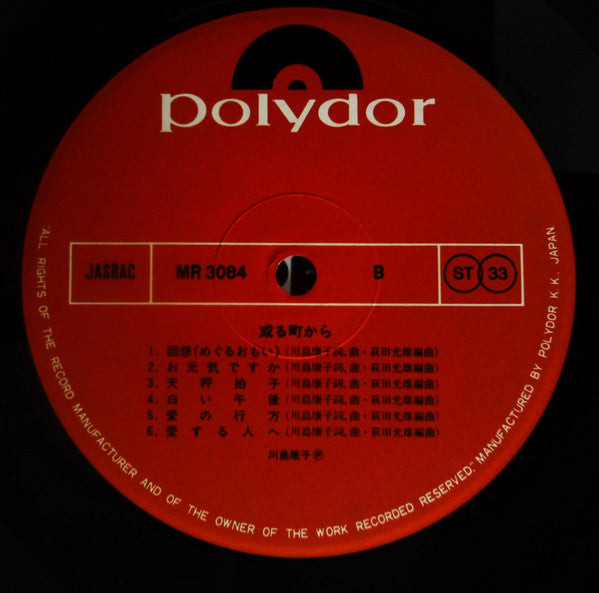 polydor
JASRAC MR 3084 B ST 33
或る町から
1. 回想(めぐるおもい)(川島康子詞,曲・萩田光雄編曲)
2. お元気ですか(川島康子詞,曲・萩田光雄編曲)
3. 天秤拍子(川島康子詞,曲・萩田光雄編曲)
4. 白い午後(川島康子詞,曲・萩田光雄編曲)
5. 愛の行方(川島康子詞,曲・萩田光雄編曲)
6. 愛する人へ(川島康子詞,曲・萩田光雄編曲)
川島康子Ⓟ
"ALL RIGHTS OF THE RECORD MANUFACTURER AND OF THE OWNER OF THE WORK RECORDED RESERVED." MANUFACTURED BY POLYDOR K.K., JAPAN